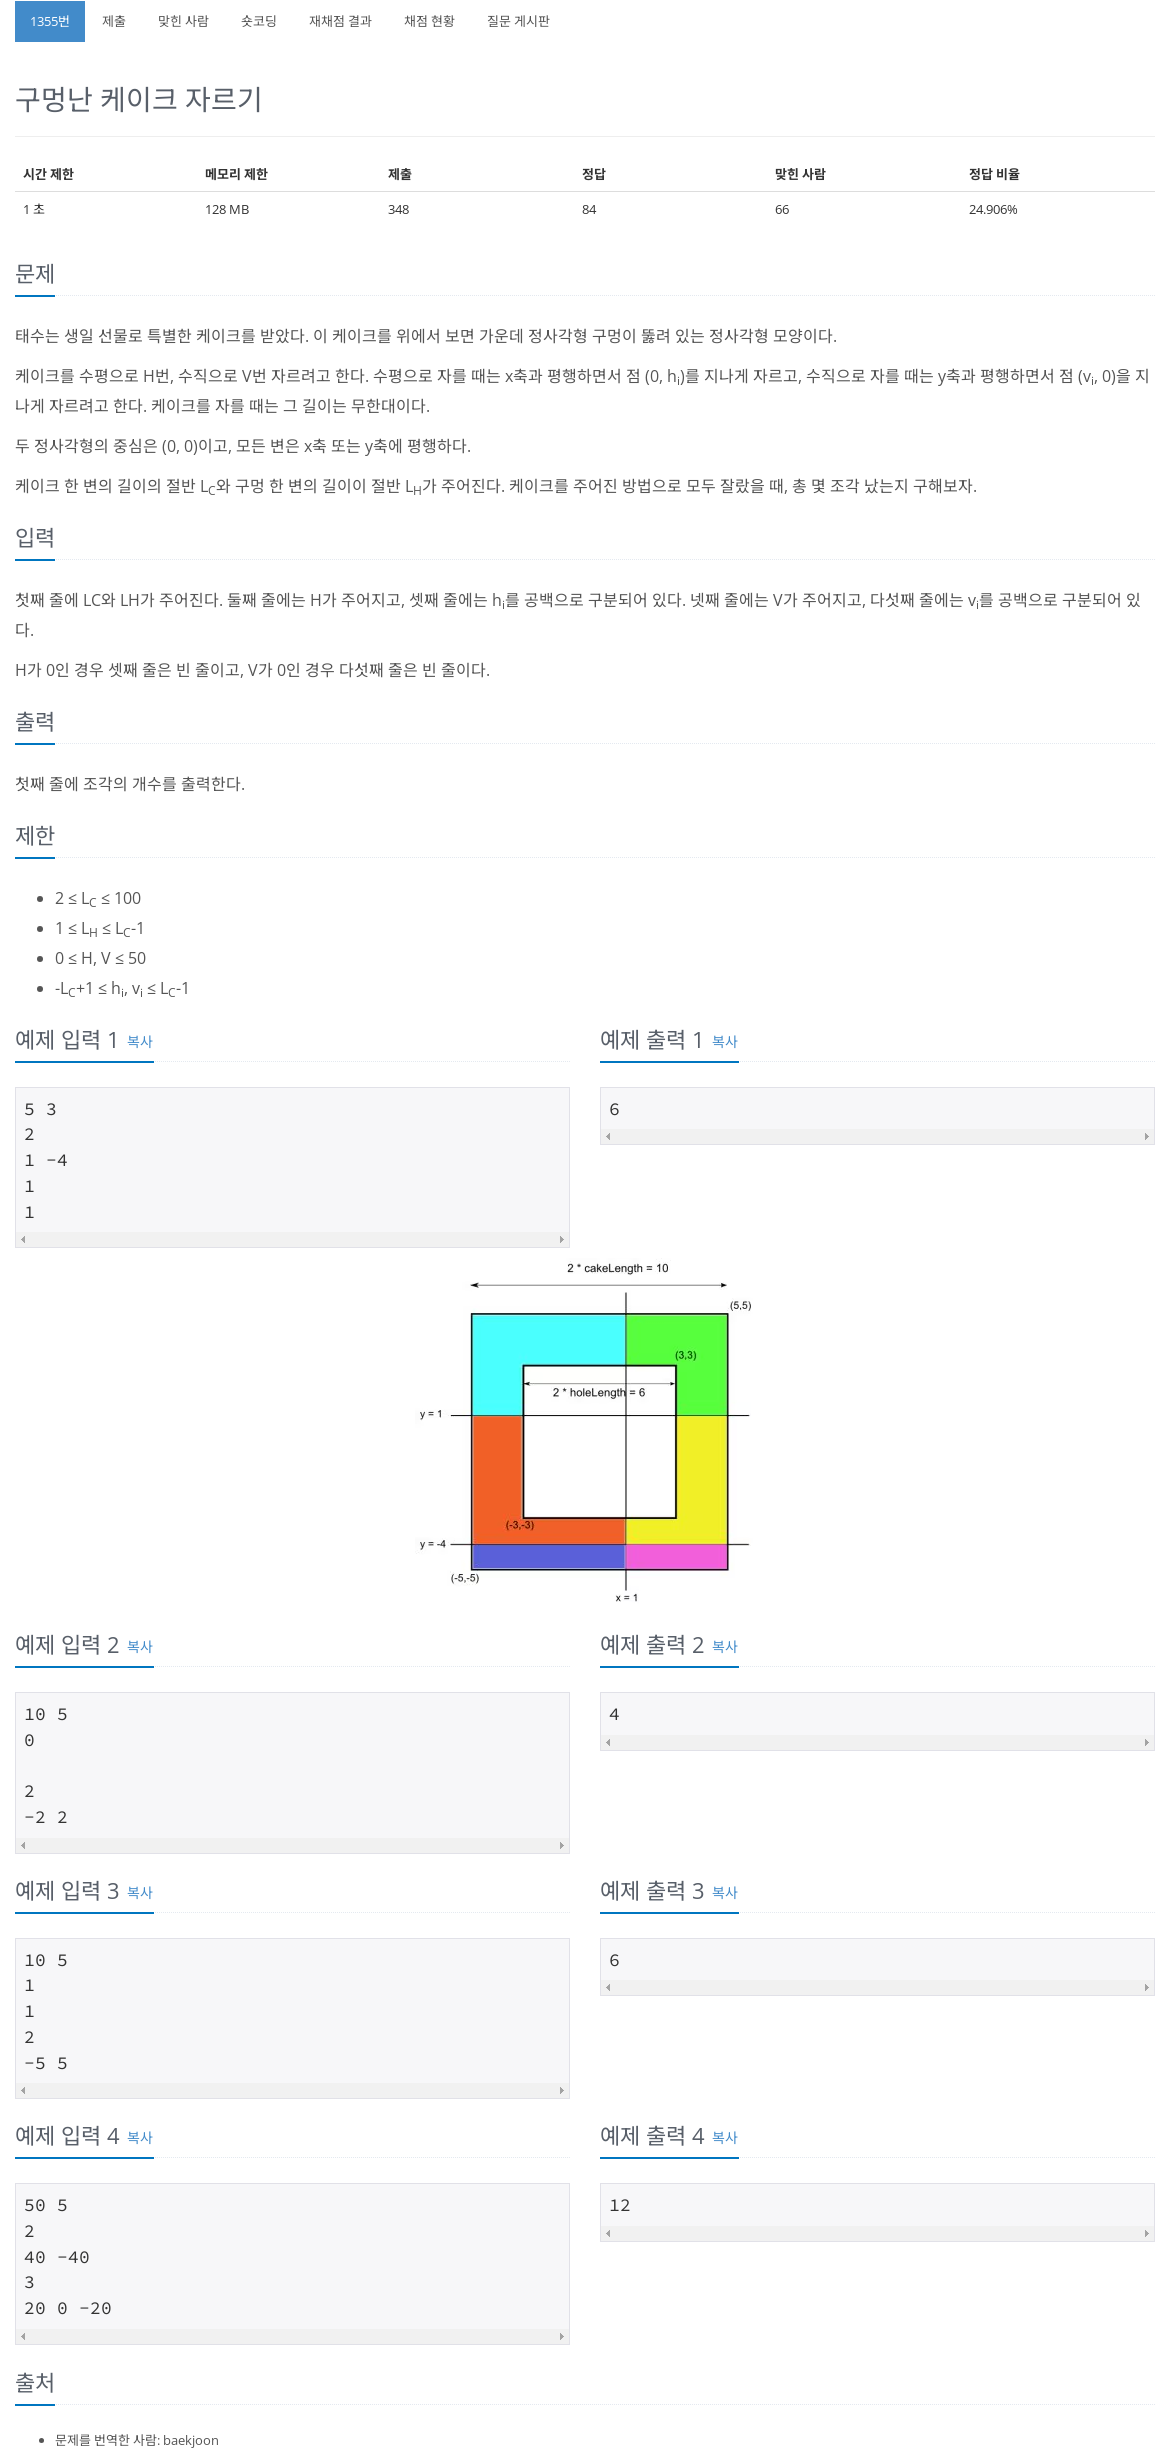 1355번 제출 맞힌 사람 숏코딩 재채점 결과 채점 현황 질문 게시판
구멍난 케이크 자르기
시간 제한 메모리 제한 제출 정답 맞힌 사람 정답 비율
1 초 128 MB 348 84 66 24.906%
문제
태수는 생일 선물로 특별한 케이크를 받았다. 이 케이크를 위에서 보면 가운데 정사각형 구멍이 뚫려 있는 정사각형 모양이다.
케이크를 수평으로 H번, 수직으로 V번 자르려고 한다. 수평으로 자를 때는 x축과 평행하면서 점 (0, hi)를 지나게 자르고, 수직으로 자를 때는 y축과 평행하면서 점 (vi, 0)을 지
나게 자르려고 한다. 케이크를 자를 때는 그 길이는 무한대이다.
두 정사각형의 중심은 (0, 0)이고, 모든 변은 x축 또는 y축에 평행하다.
케이크 한 변의 길이의 절반 LC와 구멍 한 변의 길이이 절반 LH가 주어진다. 케이크를 주어진 방법으로 모두 잘랐을 때, 총 몇 조각 났는지 구해보자.
입력
첫째 줄에 LC와 LH가 주어진다. 둘째 줄에는 H가 주어지고, 셋째 줄에는 hi를 공백으로 구분되어 있다. 넷째 줄에는 V가 주어지고, 다섯째 줄에는 vi를 공백으로 구분되어 있
다.
H가 0인 경우 셋째 줄은 빈 줄이고, V가 0인 경우 다섯째 줄은 빈 줄이다.
출력
첫째 줄에 조각의 개수를 출력한다.
제한
• 2 ≤ LC ≤ 100
• 1 ≤ LH ≤ LC-1
• 0 ≤ H, V ≤ 50
• -LC+1 ≤ hi, vi ≤ LC-1
예제 입력 1 복사
5 3
2
1 -4
1
1
예제 출력 1 복사
6
2 * cakeLength = 10
(5,5)
(3,3)
2 * holeLength = 6
y = 1
(-3,-3)
y = -4
(-5,-5)
x = 1
예제 입력 2 복사
10 5
0
2
-2 2
예제 출력 2 복사
4
예제 입력 3 복사
10 5
1
1
2
-5 5
예제 출력 3 복사
6
예제 입력 4 복사
50 5
2
40 -40
3
20 0 -20
예제 출력 4 복사
12
출처
• 문제를 번역한 사람: baekjoon